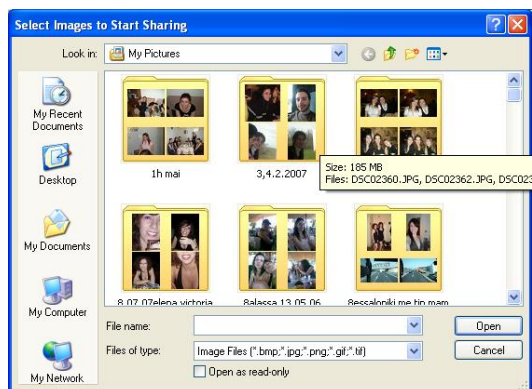 Select Images to Start Sharing
Look in:
My Pictures
My Recent
Documents
Desktop
My Documents
My Computer
My Network
1h mai
3,4.2.2007
Size: 185 MB
Files: DSC02360.JPG, DSC02362.JPG, DSC023
8.07.07elena victoria
8alassa 13.05.06
8essaloniki me tin mam
File name:
Open
Files of type:
Image Files (*.bmp;*.jpg;*.png;*.gif;*.tif)
Cancel
Open as read-only